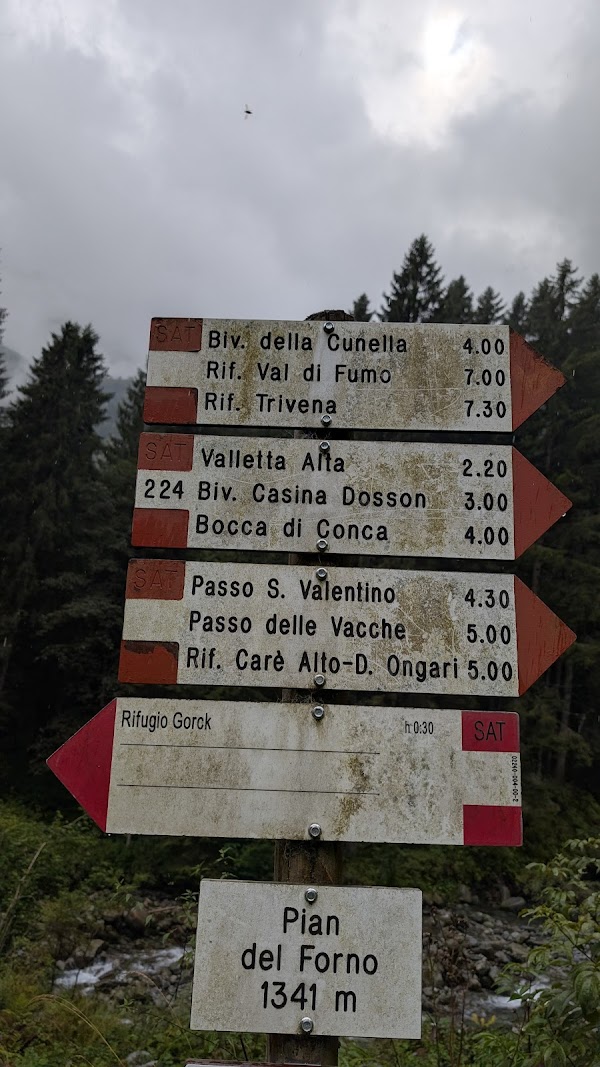 SAT Biv. della Cunella 4.00
Rif. Val di Fumo 7.00
Rif. Trivena 7.30
SAT Valletta Alta 2.20
224 Biv. Casina Dosson 3.00
Bocca di Conca 4.00
SAT Passo S. Valentino 4.30
Passo delle Vacche 5.00
Rif. Carè Alto-D. Ongari 5.00
Rifugio Gorck h 0:30 SAT
Pian
del Forno
1341 m